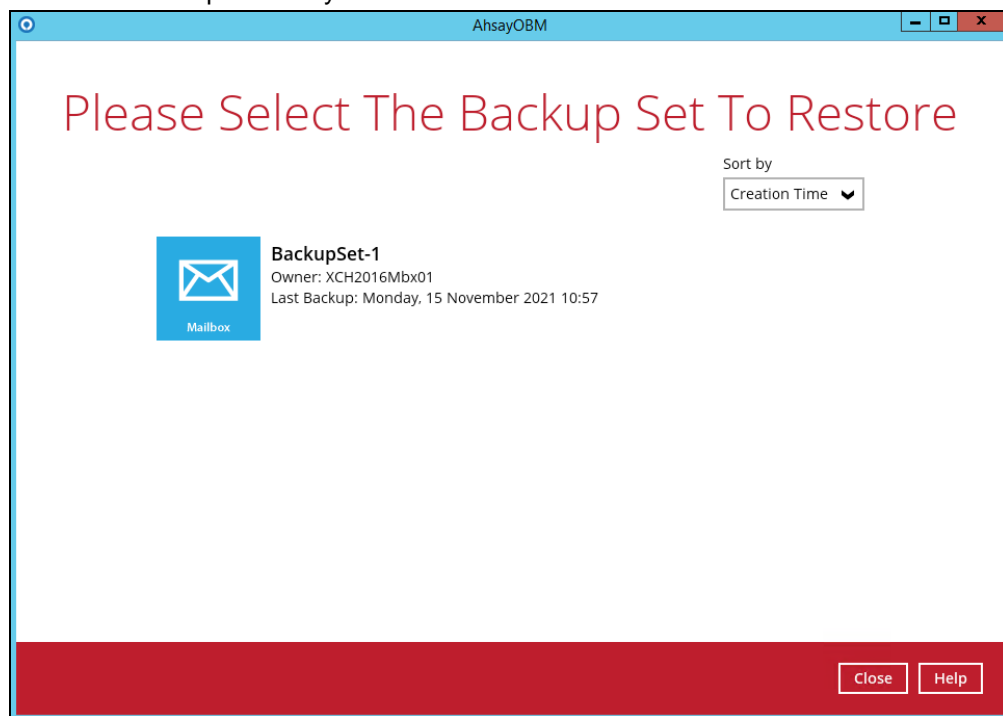 AhsayOBM
Please Select The Backup Set To Restore
Sort by
Creation Time
BackupSet-1
Owner: XCH2016Mbx01
Last Backup: Monday, 15 November 2021 10:57
Mailbox
Close Help